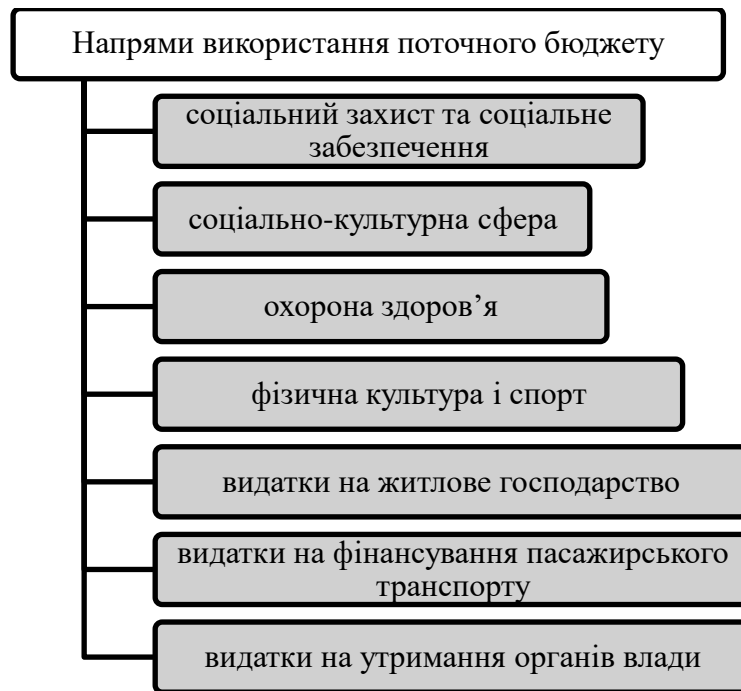 Напрями використання поточного бюджету
соціальний захист та соціальне
забезпечення
соціально-культурна сфера
охорона здоров’я
фізична культура і спорт
видатки на житлове господарство
видатки на фінансування пасажирського
транспорту
видатки на утримання органів влади